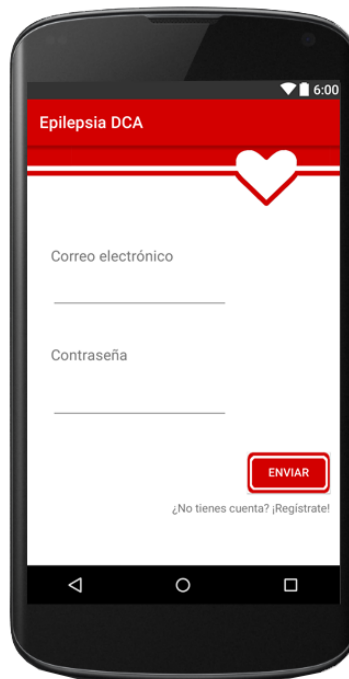 6:00
Epilepsia DCA
Correo electrónico
Contraseña
ENVIAR
¿No tienes cuenta? ¡Regístrate!